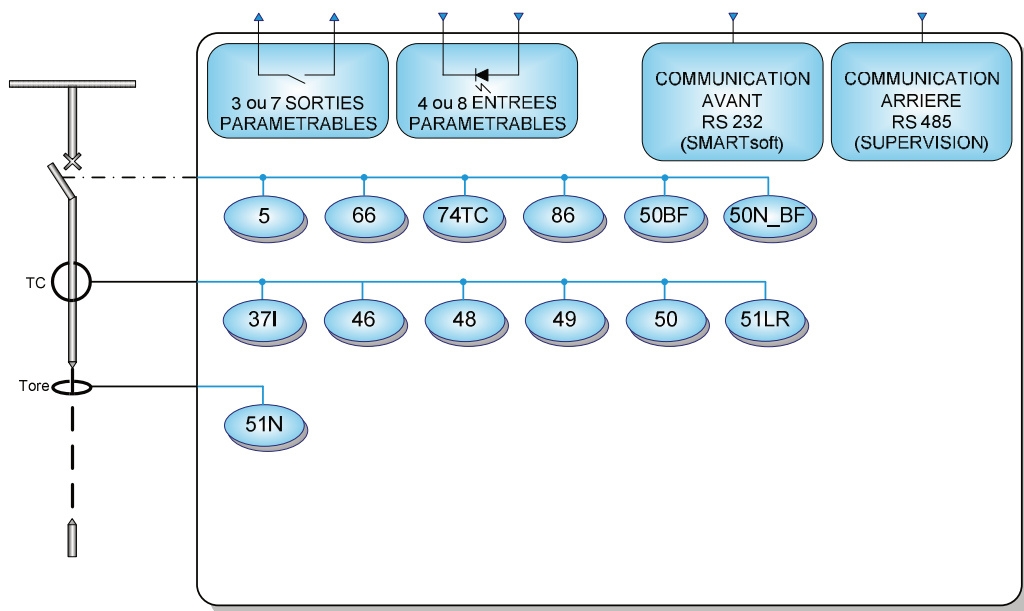 3 ou 7 SORTIES
PARAMETRABLES
4 ou 8 ENTREES
PARAMETRABLES
COMMUNICATION
AVANT
RS 232
(SMARTsoft)
COMMUNICATION
ARRIERE
RS 485
(SUPERVISION)
5
66
74TC
86
50BF
50N_BF
TC
37I
46
48
49
50
51LR
Tore
51N